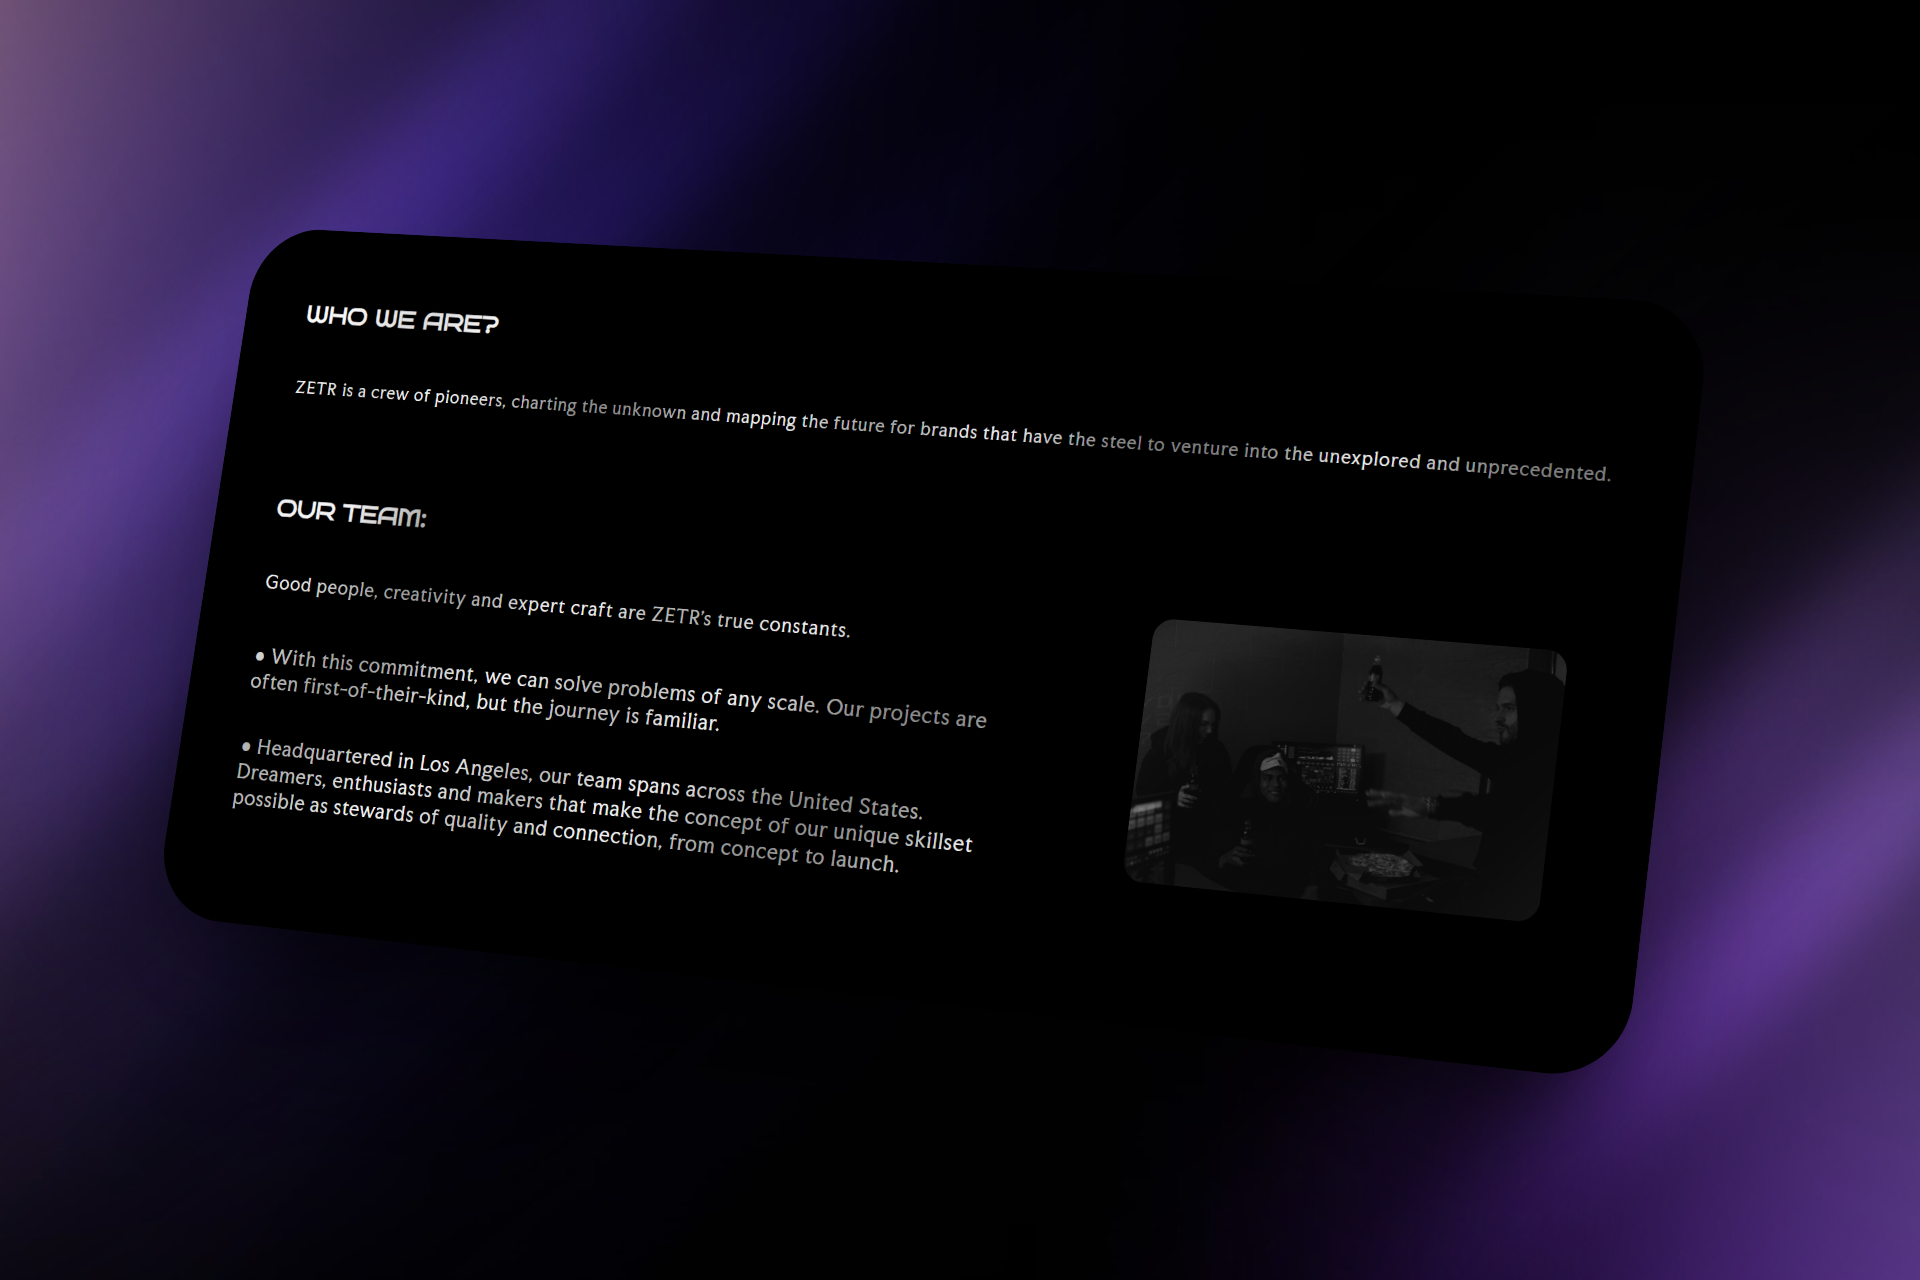 WHO WE ARE?
ZETR is a crew of pioneers, charting the unknown and mapping the future for brands that have the steel to venture into the unexplored and unprecedented.
OUR TEAM:
Good people, creativity and expert craft are ZETR's true constants.
• With this commitment, we can solve problems of any scale. Our projects are
often first-of-their-kind, but the journey is familiar.
• Headquartered in Los Angeles, our team spans across the United States.
Dreamers, enthusiasts and makers that make the concept of our unique skillset
possible as stewards of quality and connection, from concept to launch.